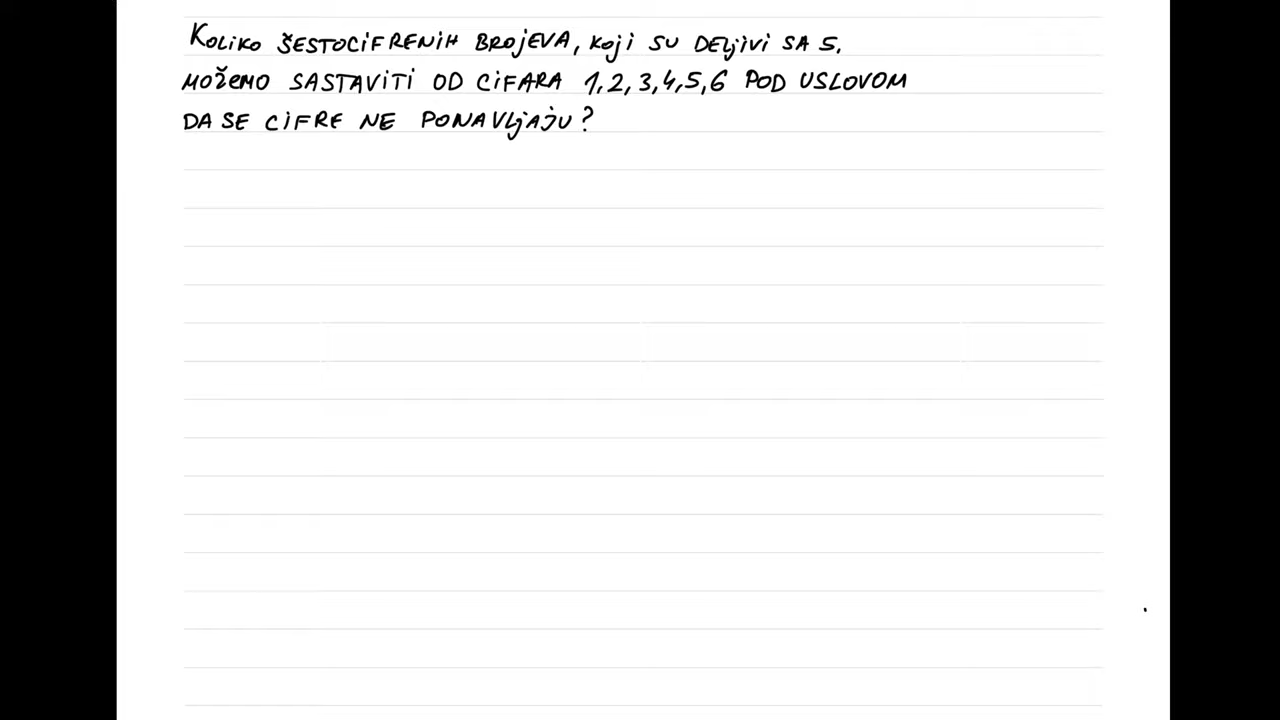 KOLIKO ŠESTOCIFRENIH BROJEVA, KOJI SU DELJIVI SA 5,
MOŽEMO SASTAVITI OD CIFARA 1,2,3,4,5,6 POD USLOVOM
DA SE CIFRE NE PONAVLJAJU?